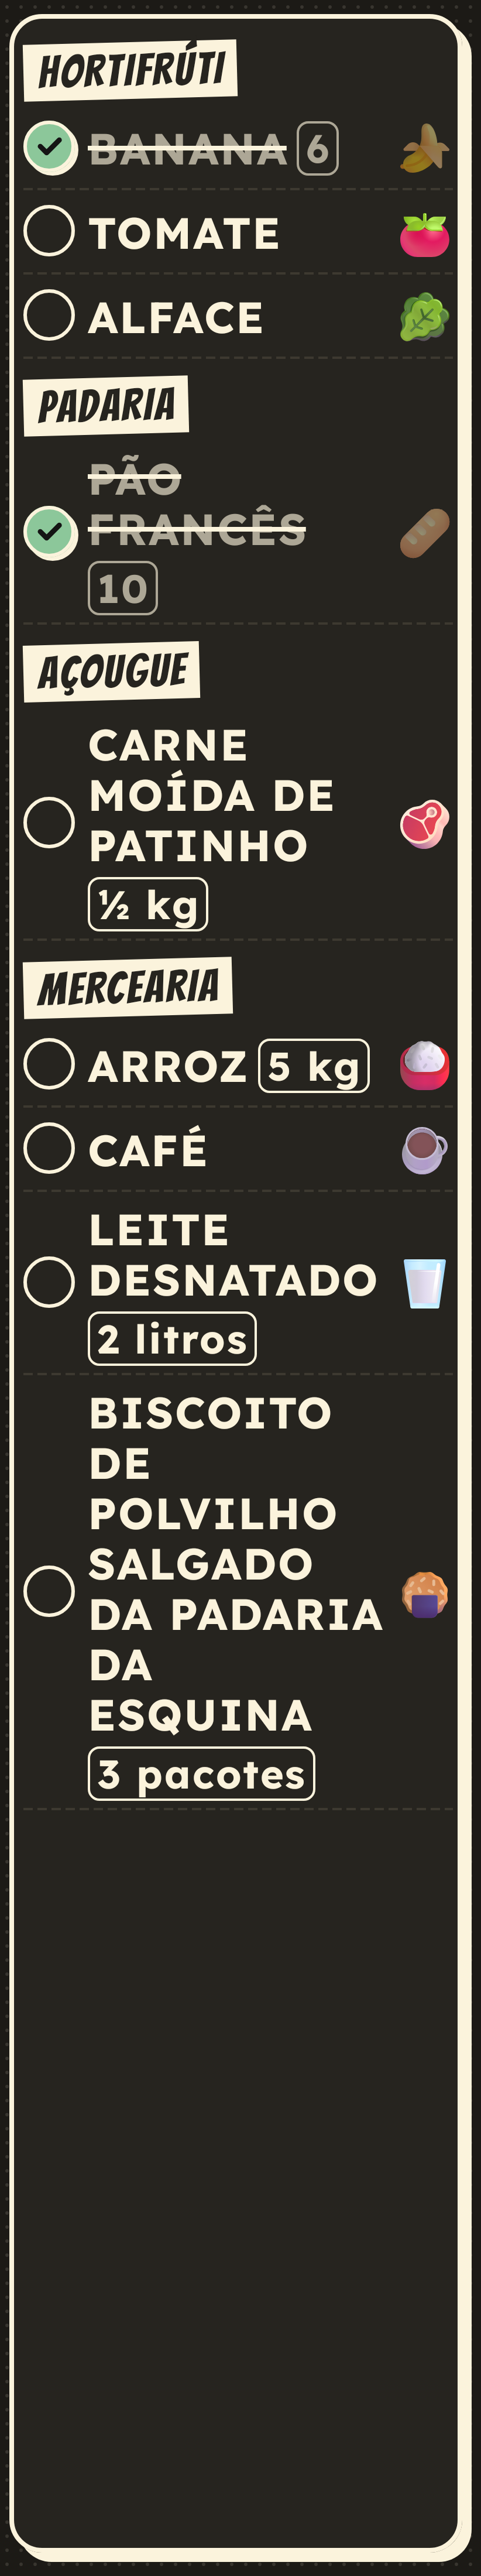 HORTIFRÚTI
BANANA 6
TOMATE
ALFACE
PADARIA
PÃO
FRANCÊS
10
AÇOUGUE
CARNE
MOÍDA DE
PATINHO
½ kg
MERCEARIA
ARROZ 5 kg
CAFÉ
LEITE
DESNATADO
2 litros
BISCOITO
DE
POLVILHO
SALGADO
DA PADARIA
DA
ESQUINA
3 pacotes